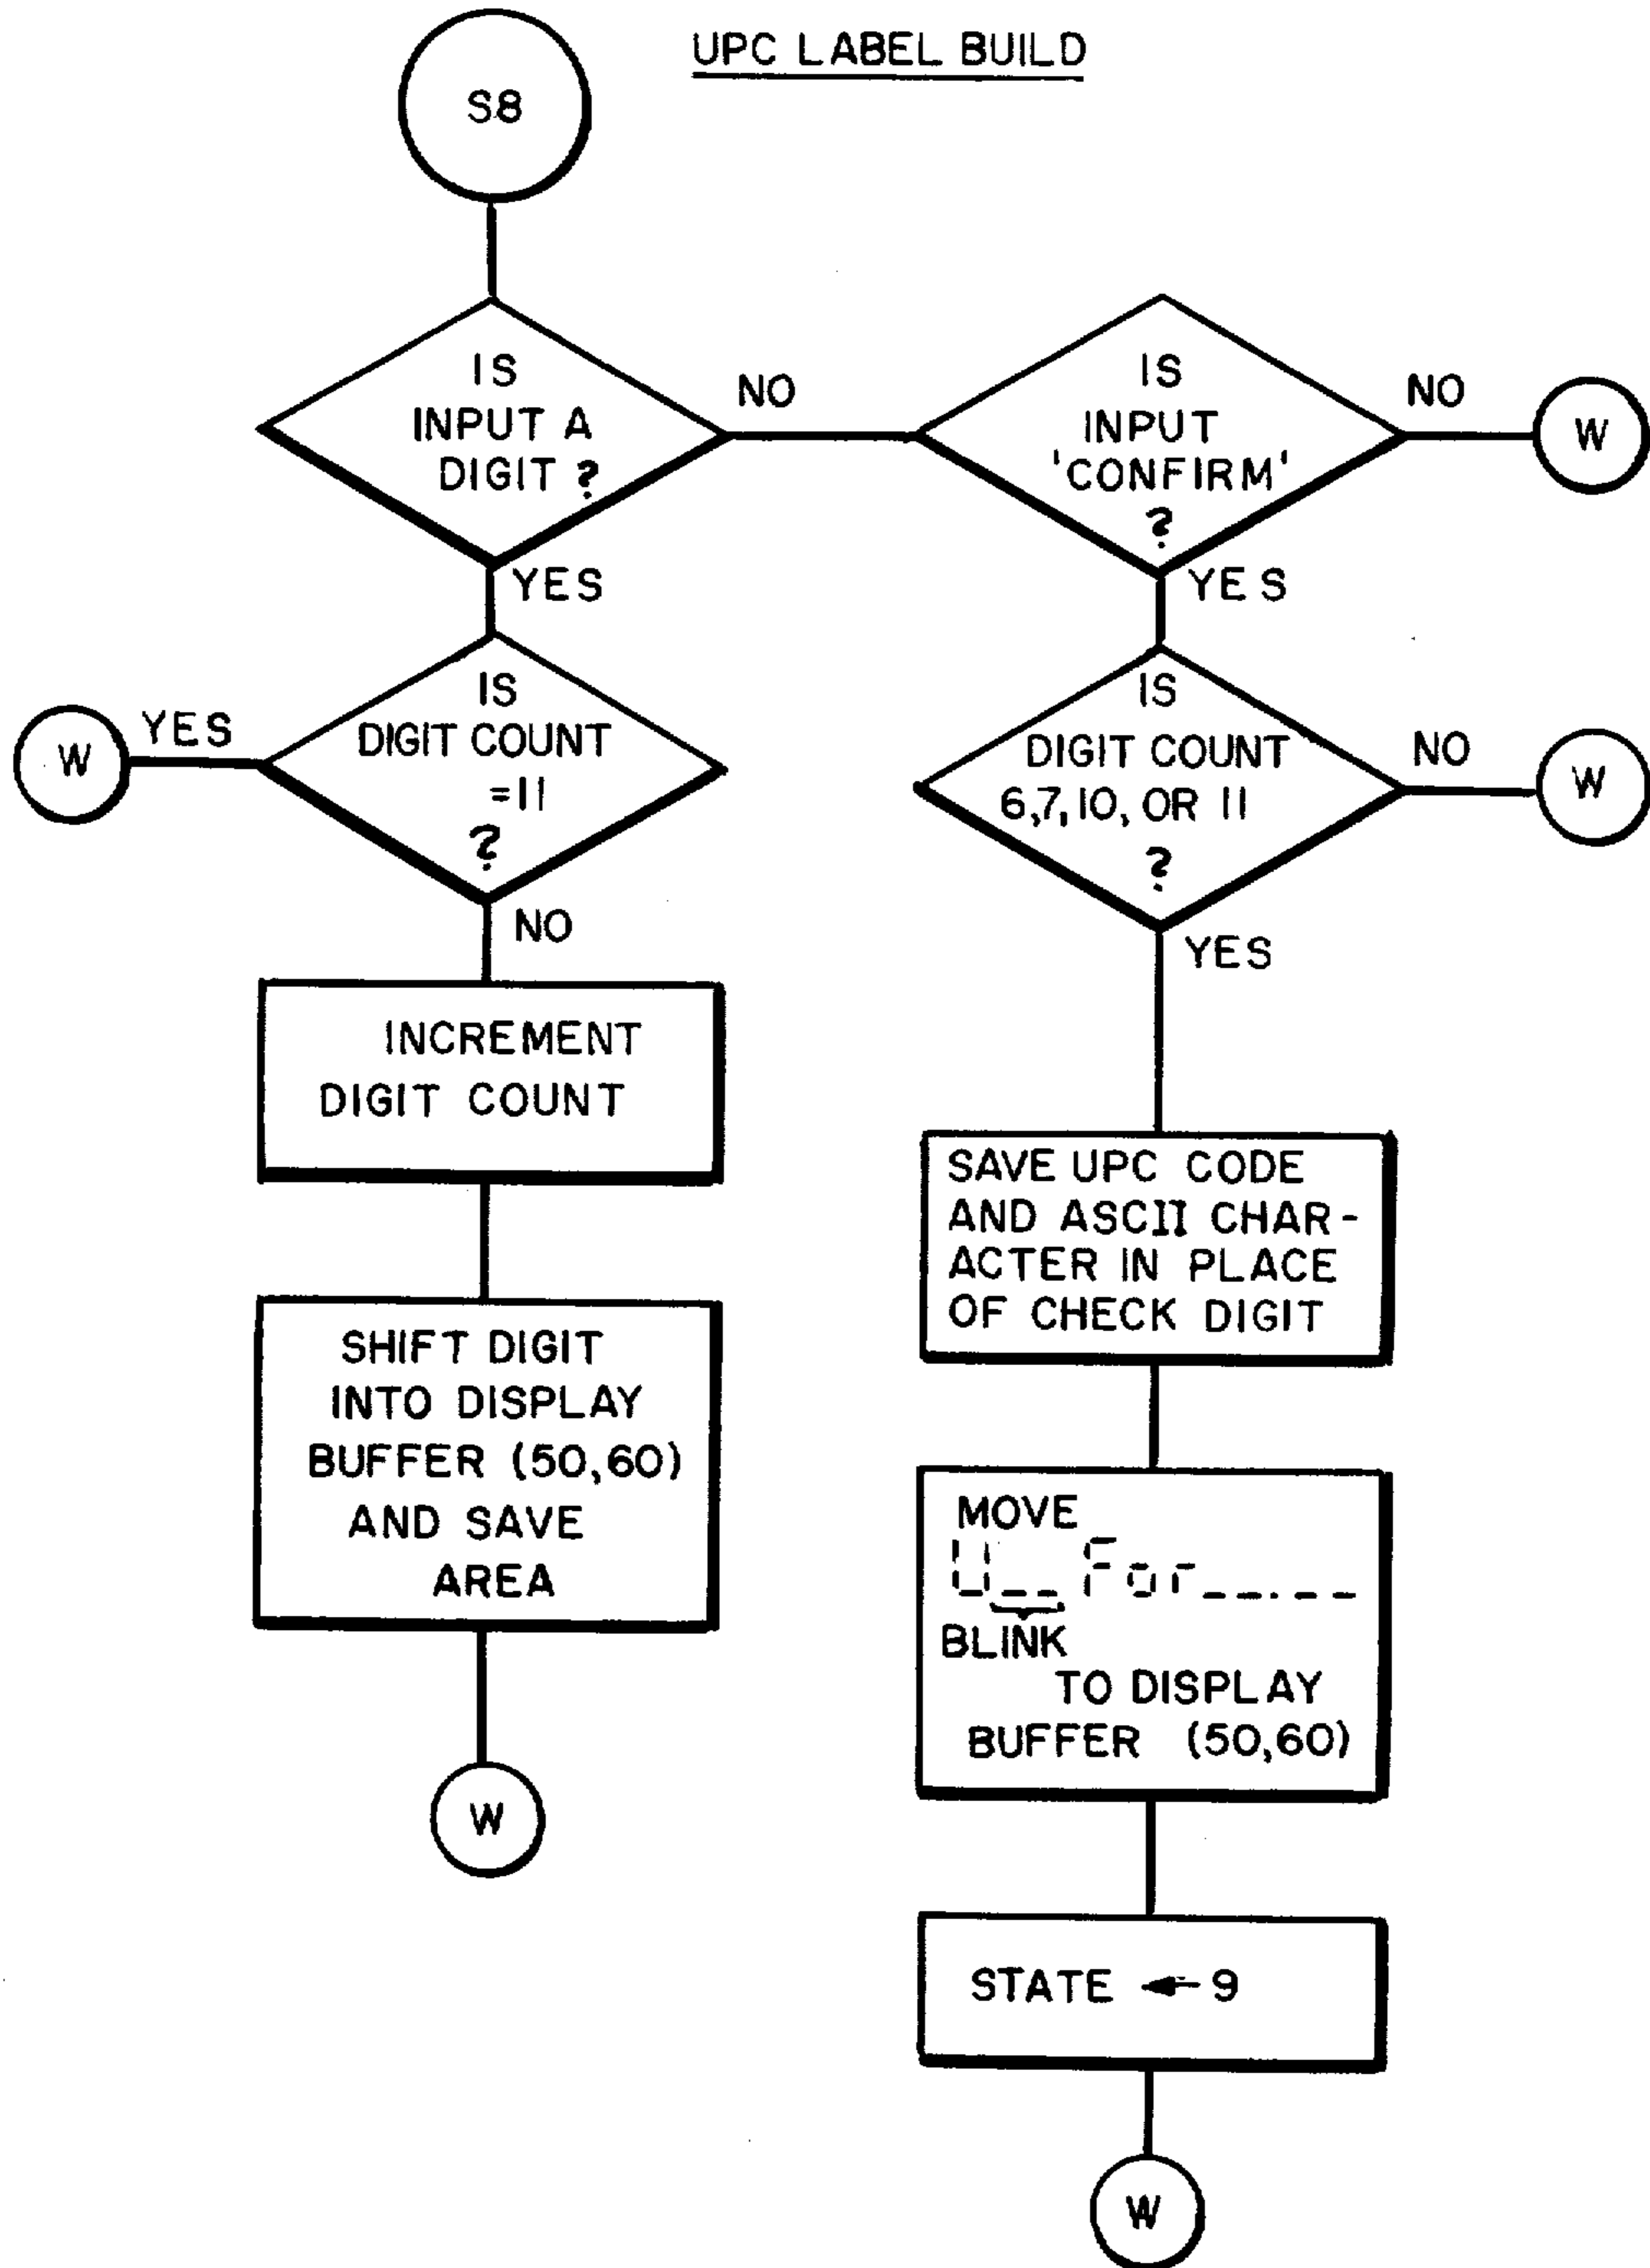 UPC LABEL BUILD
S8
IS
INPUT A
DIGIT ?
NO
YES
IS
INPUT
'CONFIRM'
?
NO
W
YES
IS
DIGIT COUNT
=11
?
YES
W
NO
IS
DIGIT COUNT
6,7,10, OR 11
?
NO
W
YES
INCREMENT
DIGIT COUNT
SHIFT DIGIT
INTO DISPLAY
BUFFER (50,60)
AND SAVE
AREA
W
SAVE UPC CODE
AND ASCII CHAR-
ACTER IN PLACE
OF CHECK DIGIT
MOVE
U__For__.__
BLINK
TO DISPLAY
BUFFER (50,60)
STATE ← 9
W